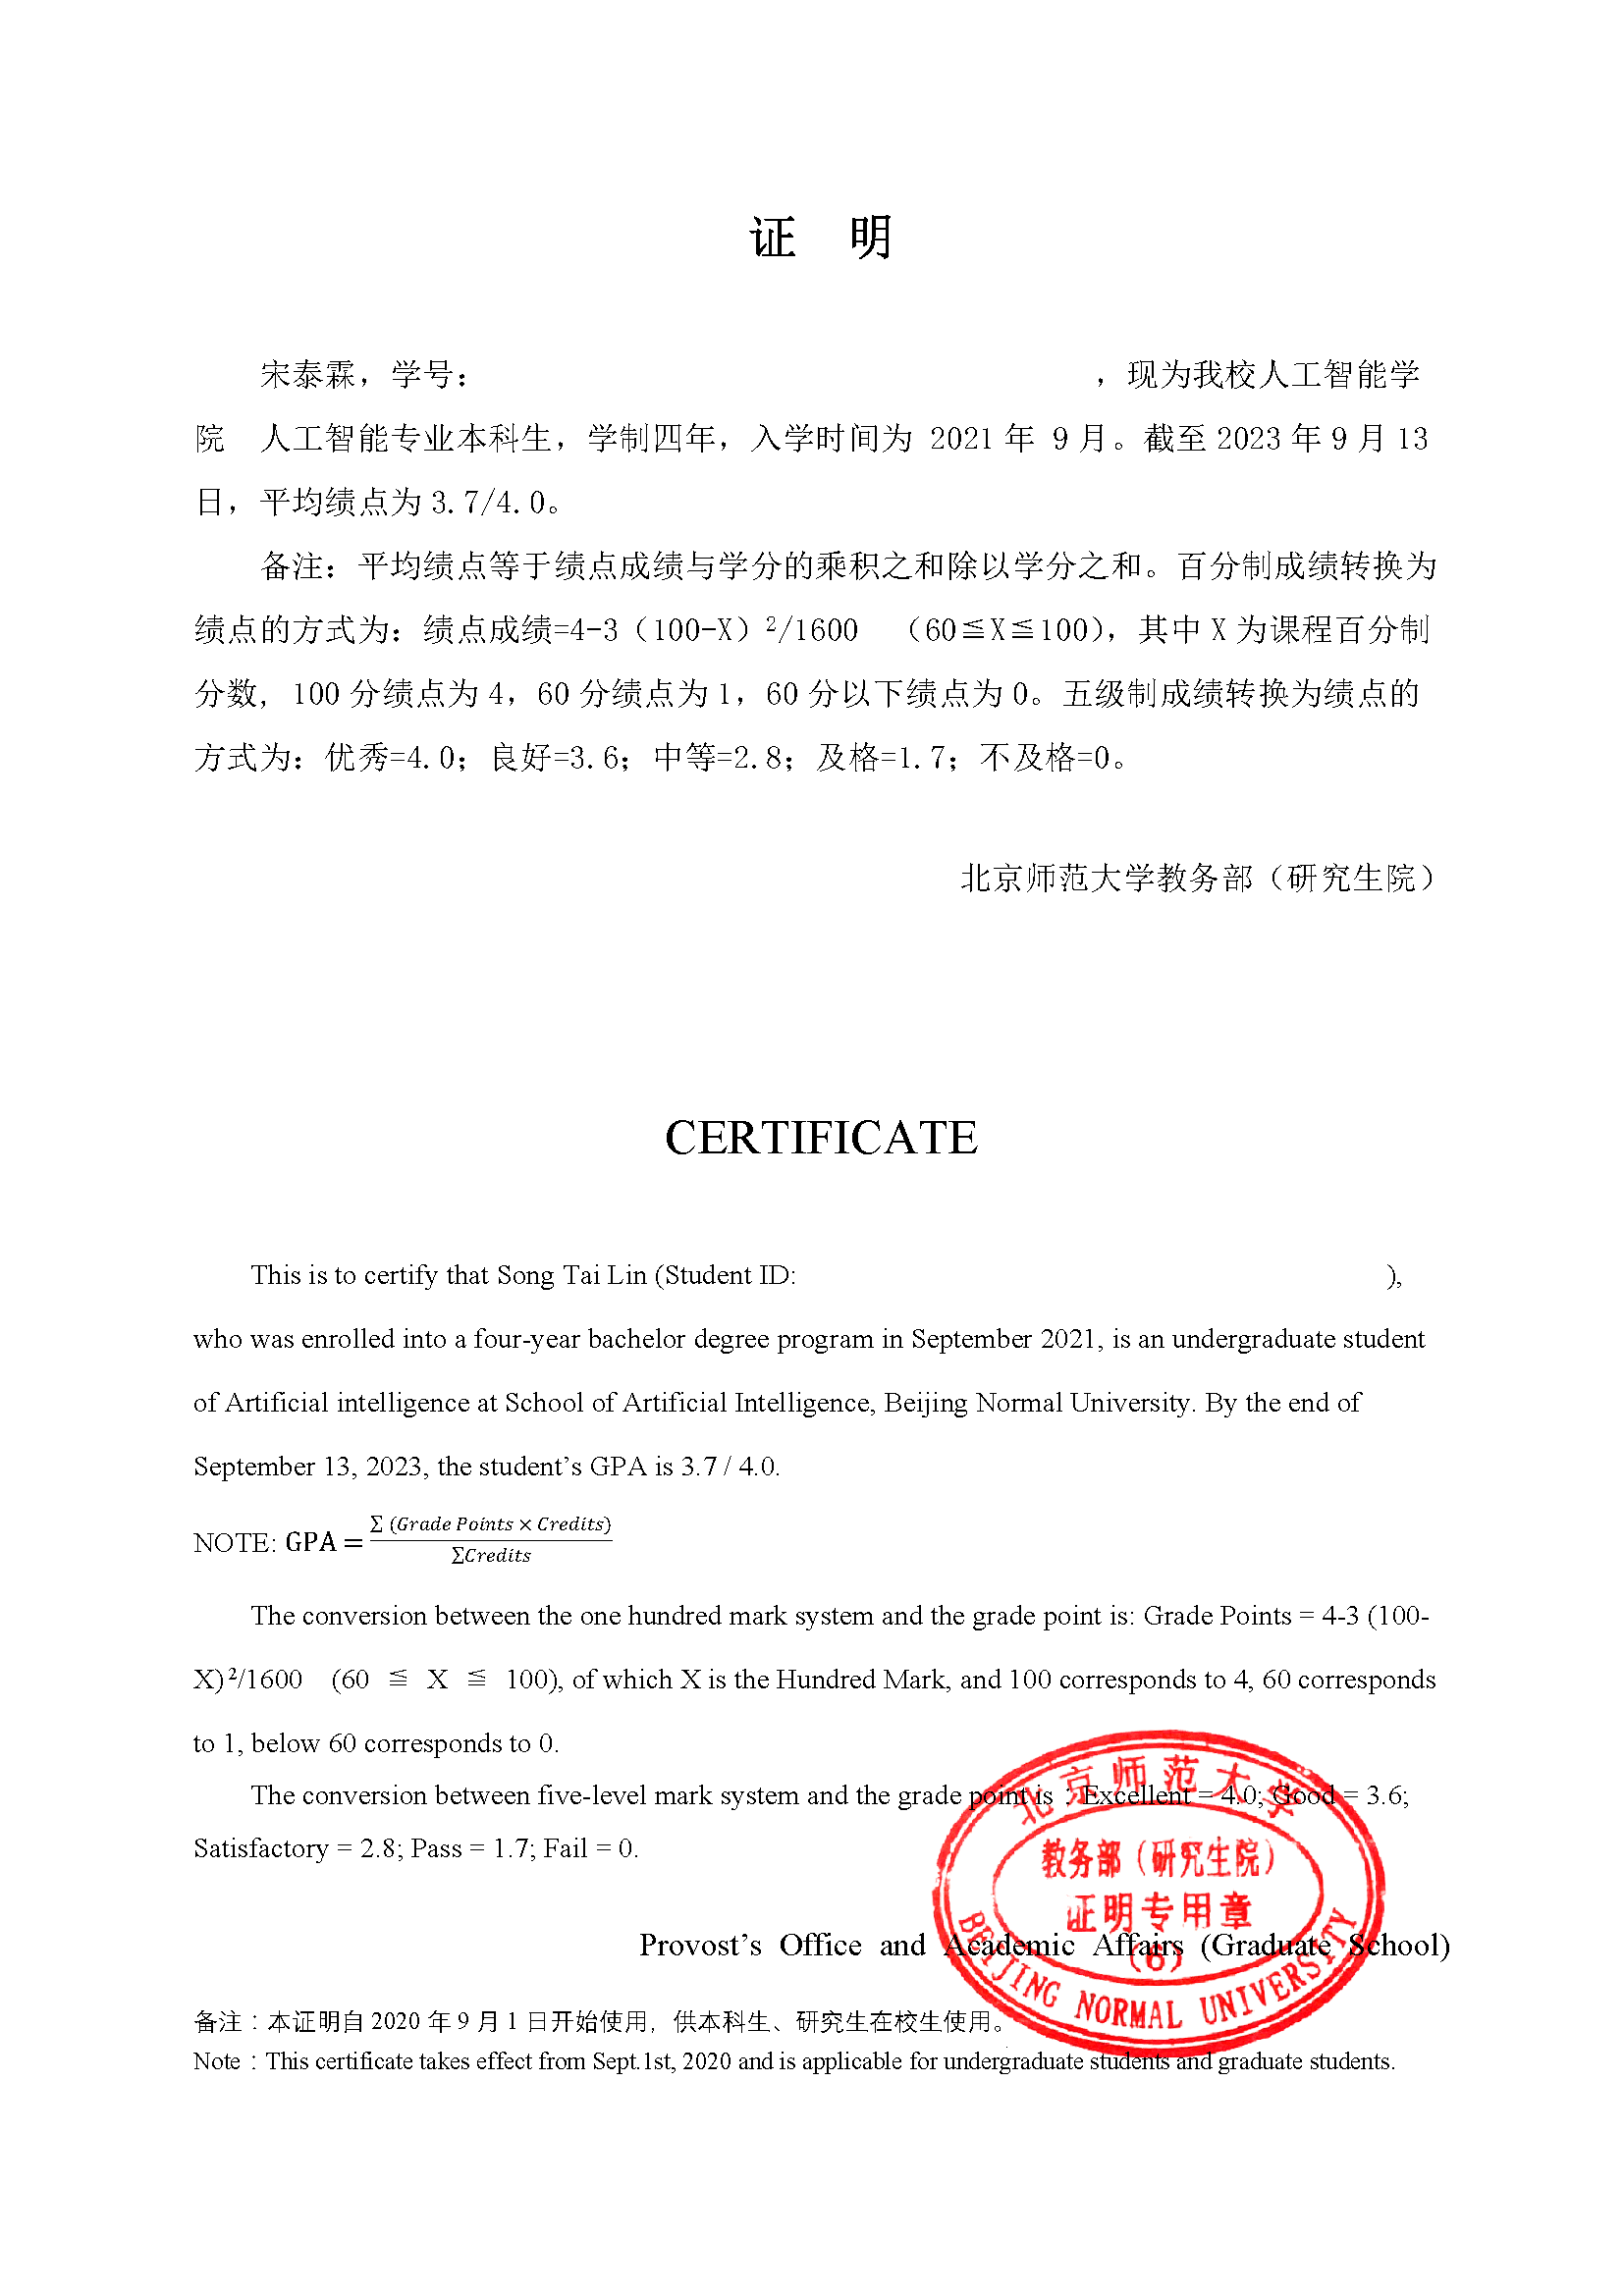 证 明
宋泰霖，学号： ，现为我校人工智能学
院 人工智能专业本科生，学制四年，入学时间为 2021 年 9 月。截至 2023 年 9 月 13
日，平均绩点为 3.7/4.0。
备注：平均绩点等于绩点成绩与学分的乘积之和除以学分之和。百分制成绩转换为
绩点的方式为：绩点成绩=4-3（100-X）²/1600 （60≦X≦100），其中 X 为课程百分制
分数，100 分绩点为 4，60 分绩点为 1，60 分以下绩点为 0。五级制成绩转换为绩点的
方式为：优秀=4.0；良好=3.6；中等=2.8；及格=1.7；不及格=0。
北京师范大学教务部（研究生院）
CERTIFICATE
This is to certify that Song Tai Lin (Student ID: ),
who was enrolled into a four-year bachelor degree program in September 2021, is an undergraduate student
of Artificial intelligence at School of Artificial Intelligence, Beijing Normal University. By the end of
September 13, 2023, the student’s GPA is 3.7 / 4.0.
NOTE: GPA = ∑ (Grade Points × Credits) / ∑Credits
The conversion between the one hundred mark system and the grade point is: Grade Points = 4-3 (100-
X)²/1600 (60 ≦ X ≦ 100), of which X is the Hundred Mark, and 100 corresponds to 4, 60 corresponds
to 1, below 60 corresponds to 0.
The conversion between five-level mark system and the grade point is：Excellent = 4.0; Good = 3.6;
Satisfactory = 2.8; Pass = 1.7; Fail = 0.
Provost’s Office and Academic Affairs (Graduate School)
北京师范大学
教务部（研究生院）
证明专用章
（6）
BEIJING NORMAL UNIVERSITY
备注：本证明自 2020 年 9 月 1 日开始使用，供本科生、研究生在校生使用。
Note：This certificate takes effect from Sept.1st, 2020 and is applicable for undergraduate students and graduate students.